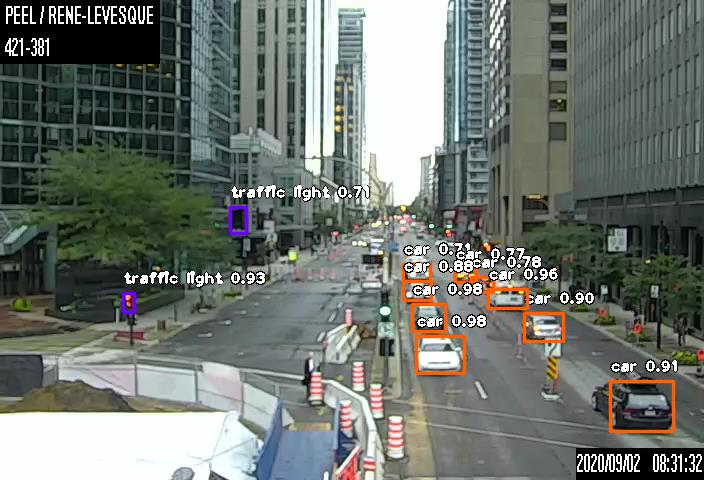 PEEL / RENE-LEVESQUE
421-381
traffic light 0.71
traffic light 0.93
car 0.71
car 0.77
car 0.88
car 0.78
car 0.96
car 0.98
car 0.90
car 0.98
car 0.91
2020/09/02 08:31:32